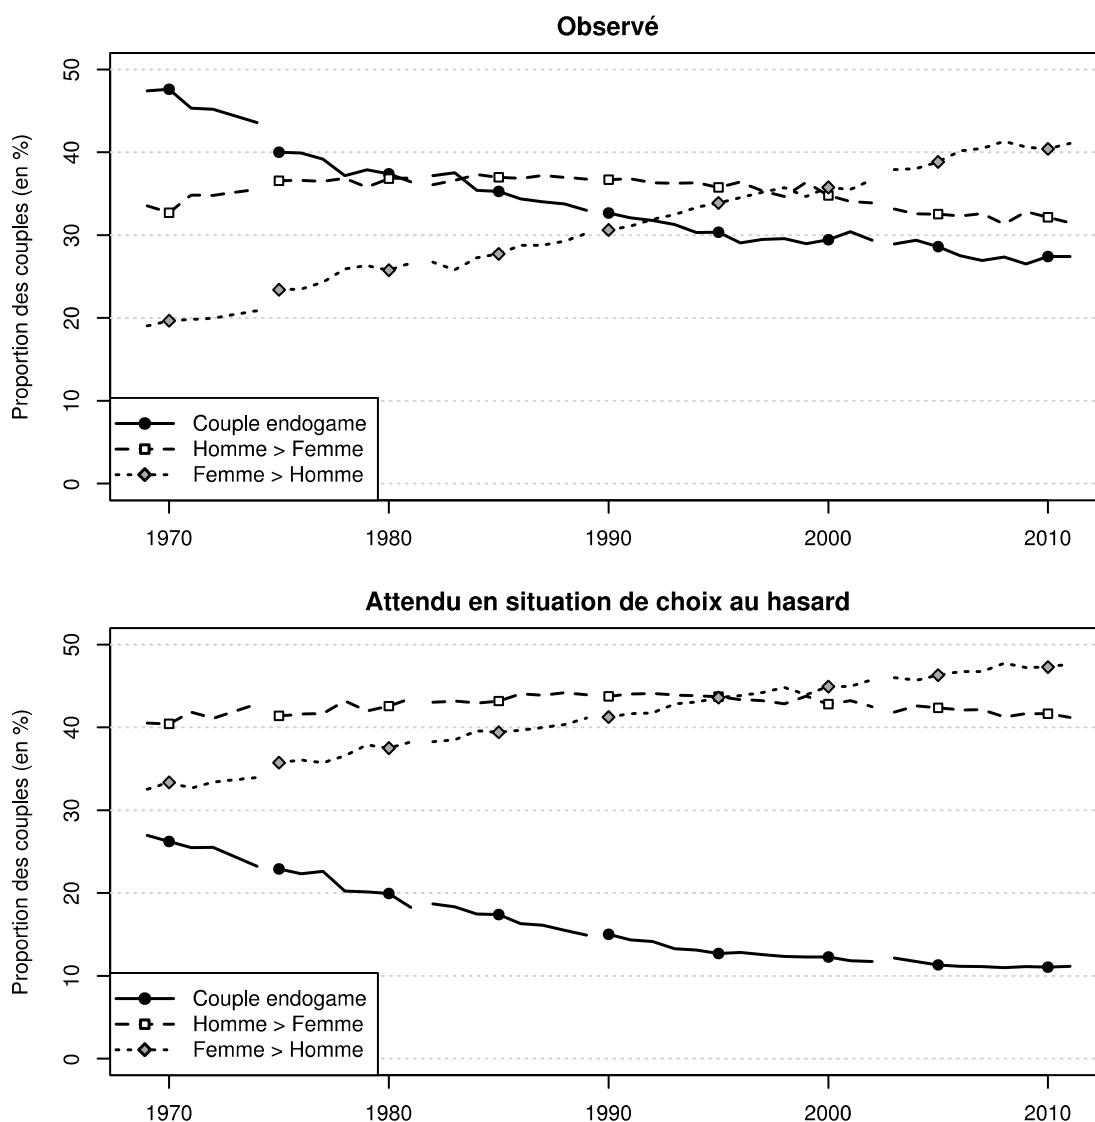 Observé
Proportion des couples (en %)
50
40
30
20
10
0
Couple endogame
Homme > Femme
Femme > Homme
1970 1980 1990 2000 2010
Attendu en situation de choix au hasard
Proportion des couples (en %)
50
40
30
20
10
0
Couple endogame
Homme > Femme
Femme > Homme
1970 1980 1990 2000 2010